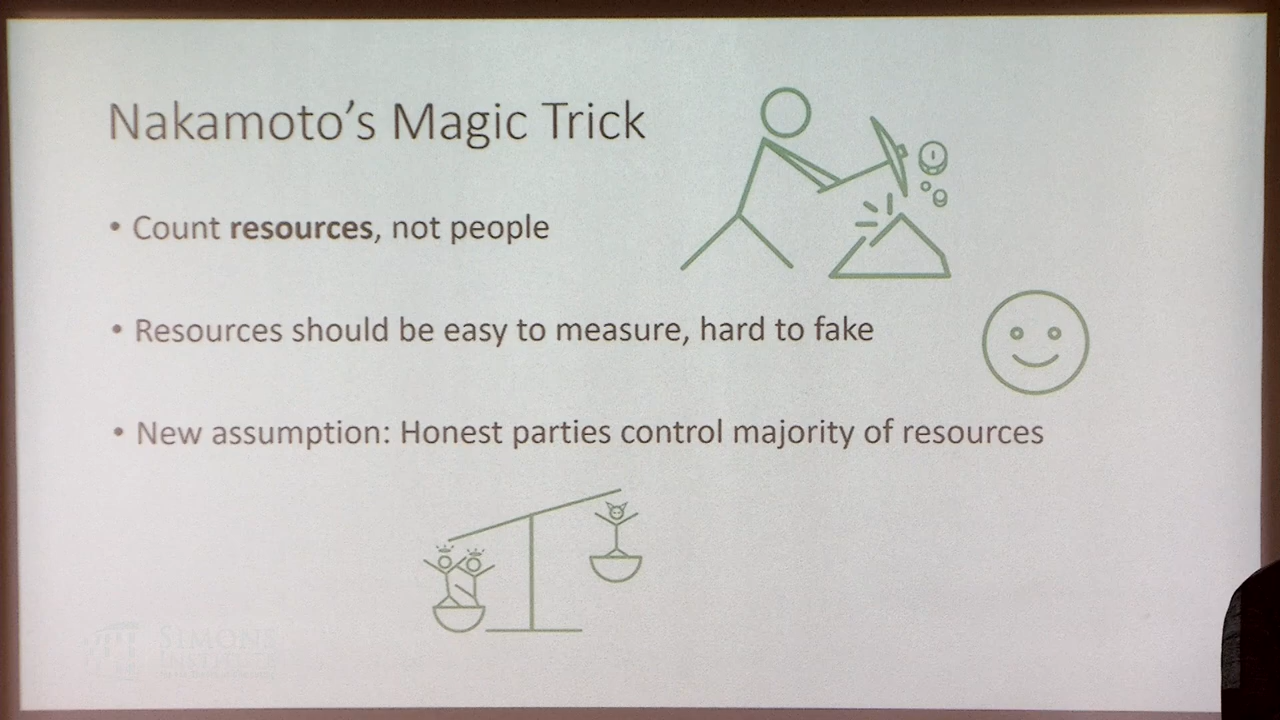 Nakamoto's Magic Trick
• Count resources, not people
• Resources should be easy to measure, hard to fake
• New assumption: Honest parties control majority of resources
SIMONS
INSTITUTE